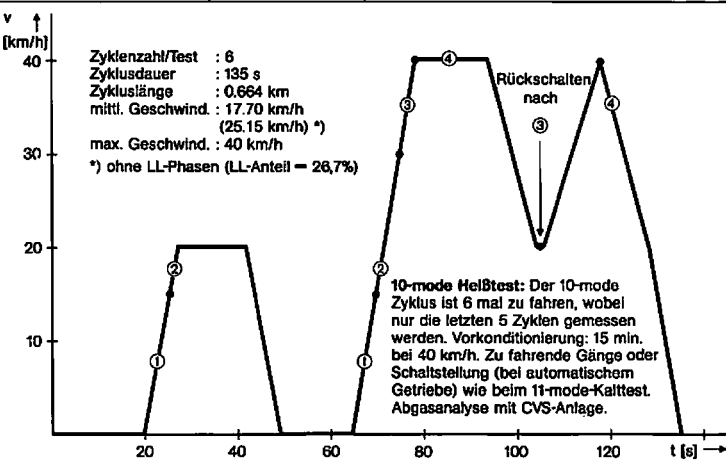 v
[km/h]
40
30
20
10
Zyklenzahl/Test : 6
Zyklusdauer : 135 s
Zykluslänge : 0.664 km
mittl. Geschwind. : 17.70 km/h
(25.15 km/h) *)
max. Geschwind. : 40 km/h
*) ohne LL-Phasen (LL-Anteil = 26,7%)
1
2
1
2
3
4
Rückschalten
nach
3
4
10-mode Heißtest: Der 10-mode
Zyklus ist 6 mal zu fahren, wobei
nur die letzten 5 Zyklen gemessen
werden. Vorkonditionierung: 15 min.
bei 40 km/h. Zu fahrende Gänge oder
Schaltstellung (bei automatischem
Getriebe) wie beim 11-mode-Kalttest.
Abgasanalyse mit CVS-Anlage.
20 40 60 80 100 120 t [s]